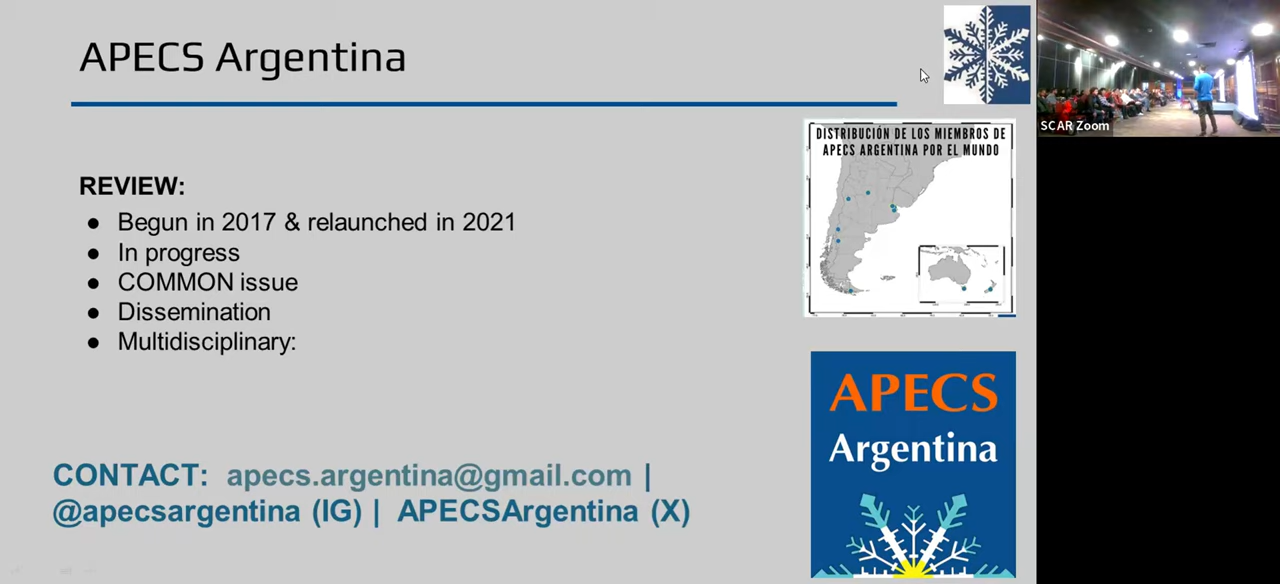 APECS Argentina
REVIEW:
● Begun in 2017 & relaunched in 2021
● In progress
● COMMON issue
● Dissemination
● Multidisciplinary:
CONTACT: apecs.argentina@gmail.com |
@apecsargentina (IG) | APECSArgentina (X)
DISTRIBUCIÓN DE LOS MIEMBROS DE
APECS ARGENTINA POR EL MUNDO
APECS
Argentina
SCAR Zoom